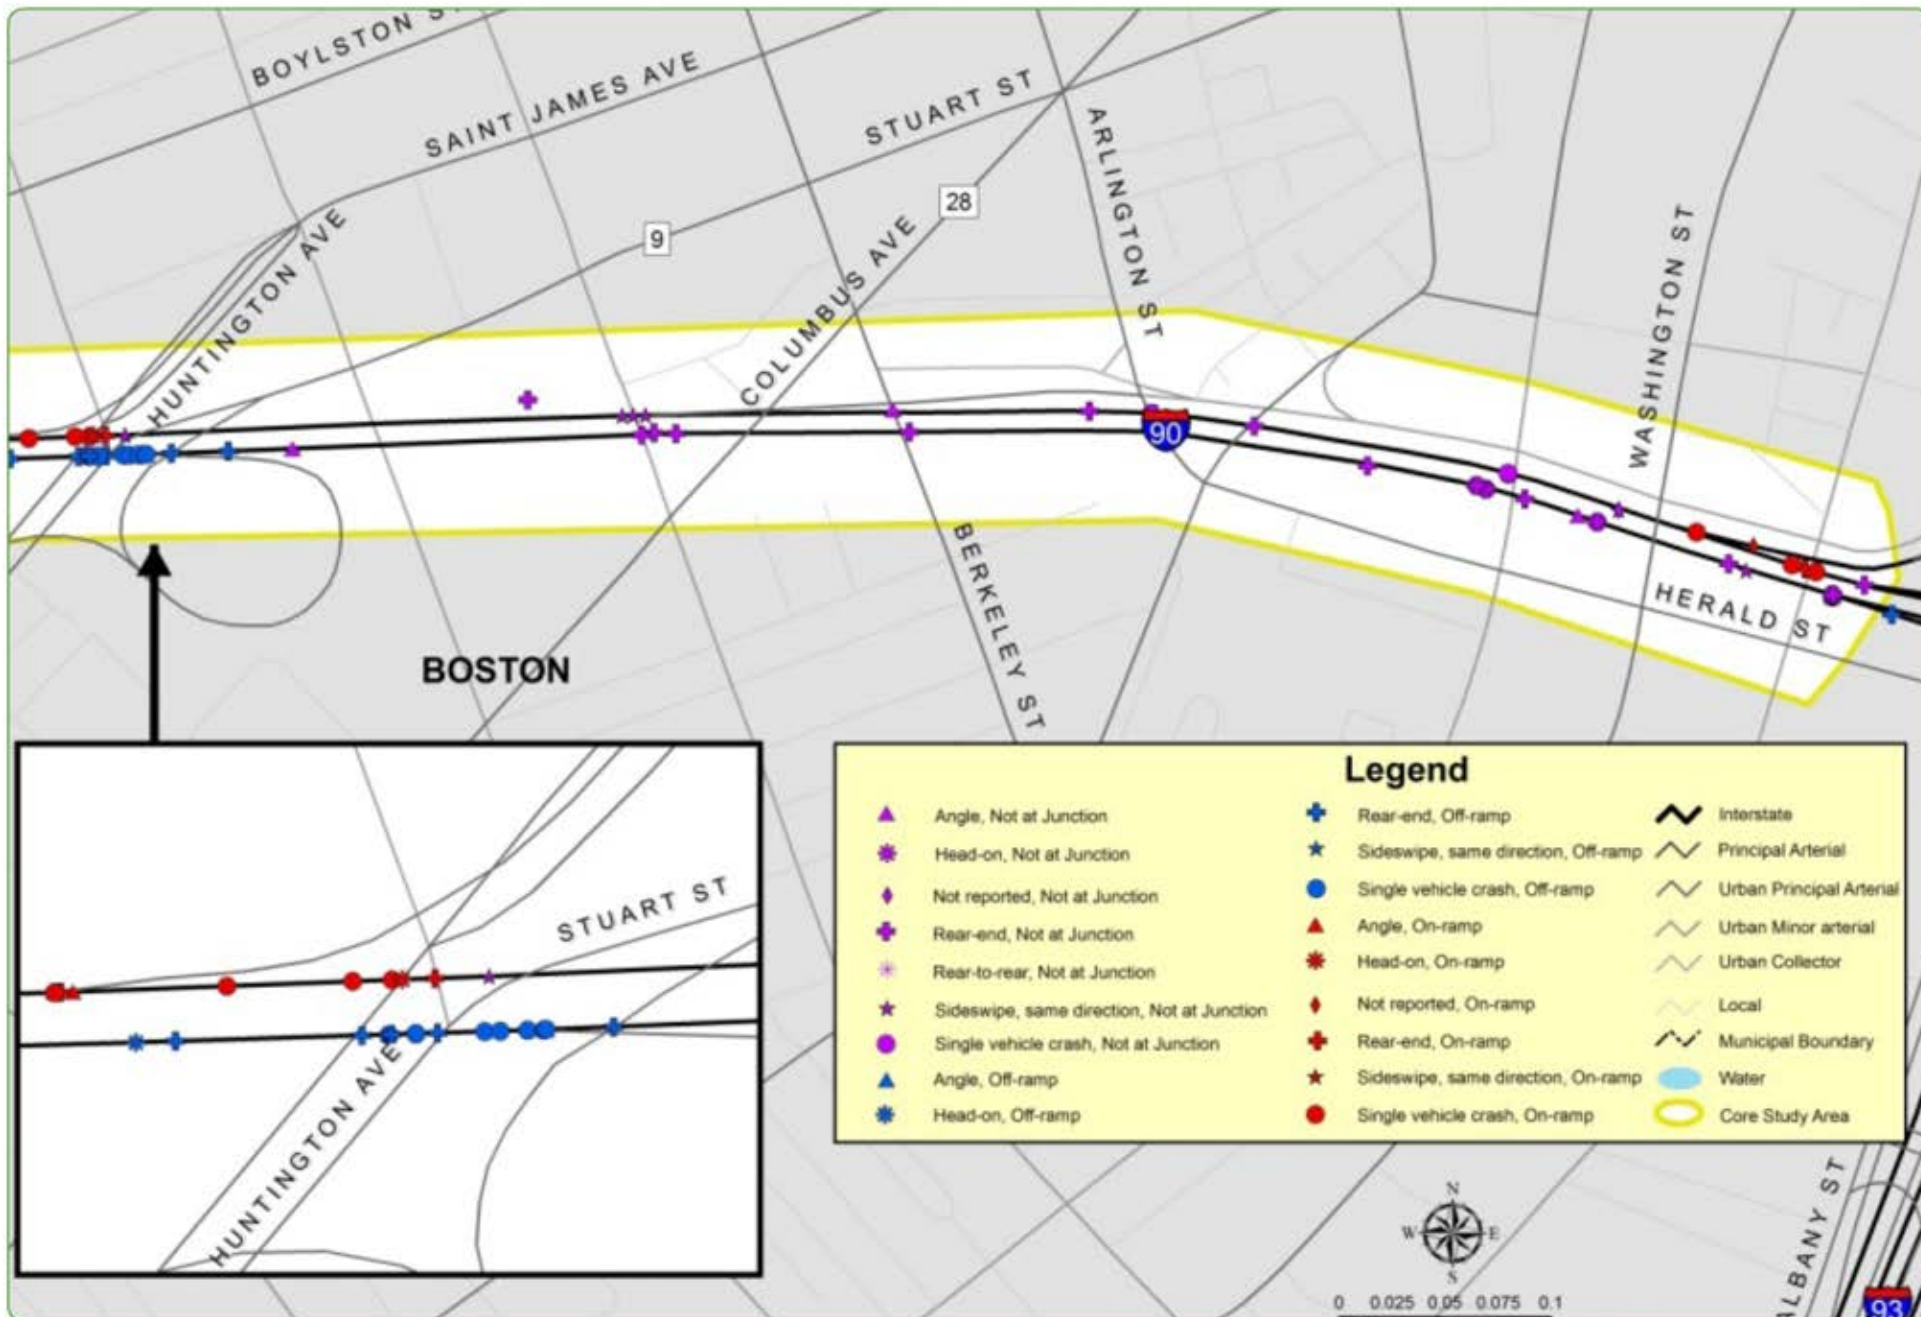 BOYLSTON ST
SAINT JAMES AVE
STUART ST
ARLINGTON ST
28
9
HUNTINGTON AVE
COLUMBUS AVE
WASHINGTON ST
90
BERKELEY ST
HERALD ST
BOSTON
STUART ST
HUNTINGTON AVE
Legend
Angle, Not at Junction
Head-on, Not at Junction
Not reported, Not at Junction
Rear-end, Not at Junction
Rear-to-rear, Not at Junction
Sideswipe, same direction, Not at Junction
Single vehicle crash, Not at Junction
Angle, Off-ramp
Head-on, Off-ramp
Rear-end, Off-ramp
Sideswipe, same direction, Off-ramp
Single vehicle crash, Off-ramp
Angle, On-ramp
Head-on, On-ramp
Not reported, On-ramp
Rear-end, On-ramp
Sideswipe, same direction, On-ramp
Single vehicle crash, On-ramp
Interstate
Principal Arterial
Urban Principal Arterial
Urban Minor arterial
Urban Collector
Local
Municipal Boundary
Water
Core Study Area
N
W E
S
0 0.025 0.05 0.075 0.1
ALBANY ST
93